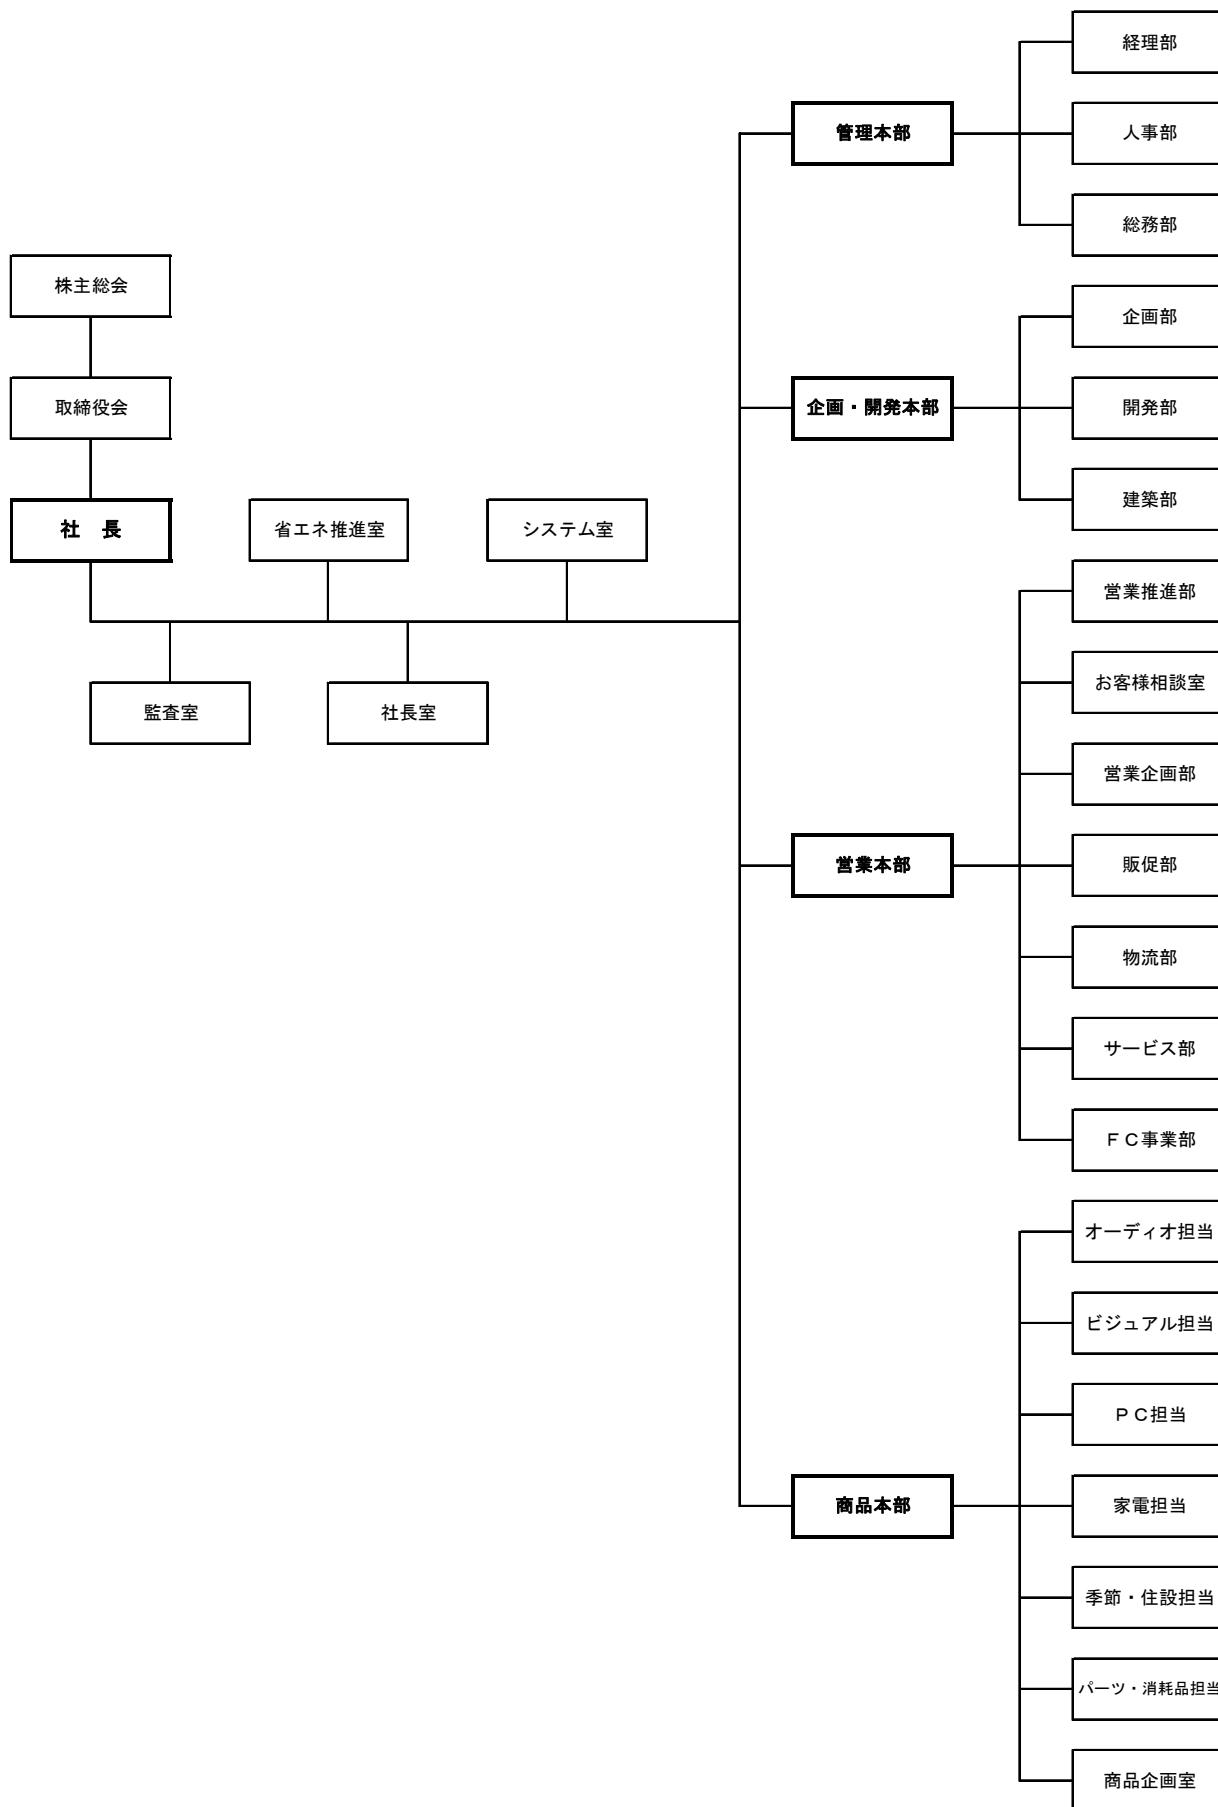 株主総会
取締役会
社　長
省エネ推進室
システム室
監査室
社長室
管理本部
経理部
人事部
総務部
企画・開発本部
企画部
開発部
建築部
営業本部
営業推進部
お客様相談室
営業企画部
販促部
物流部
サービス部
ＦＣ事業部
商品本部
オーディオ担当
ビジュアル担当
ＰＣ担当
家電担当
季節・住設担当
パーツ・消耗品担当
商品企画室